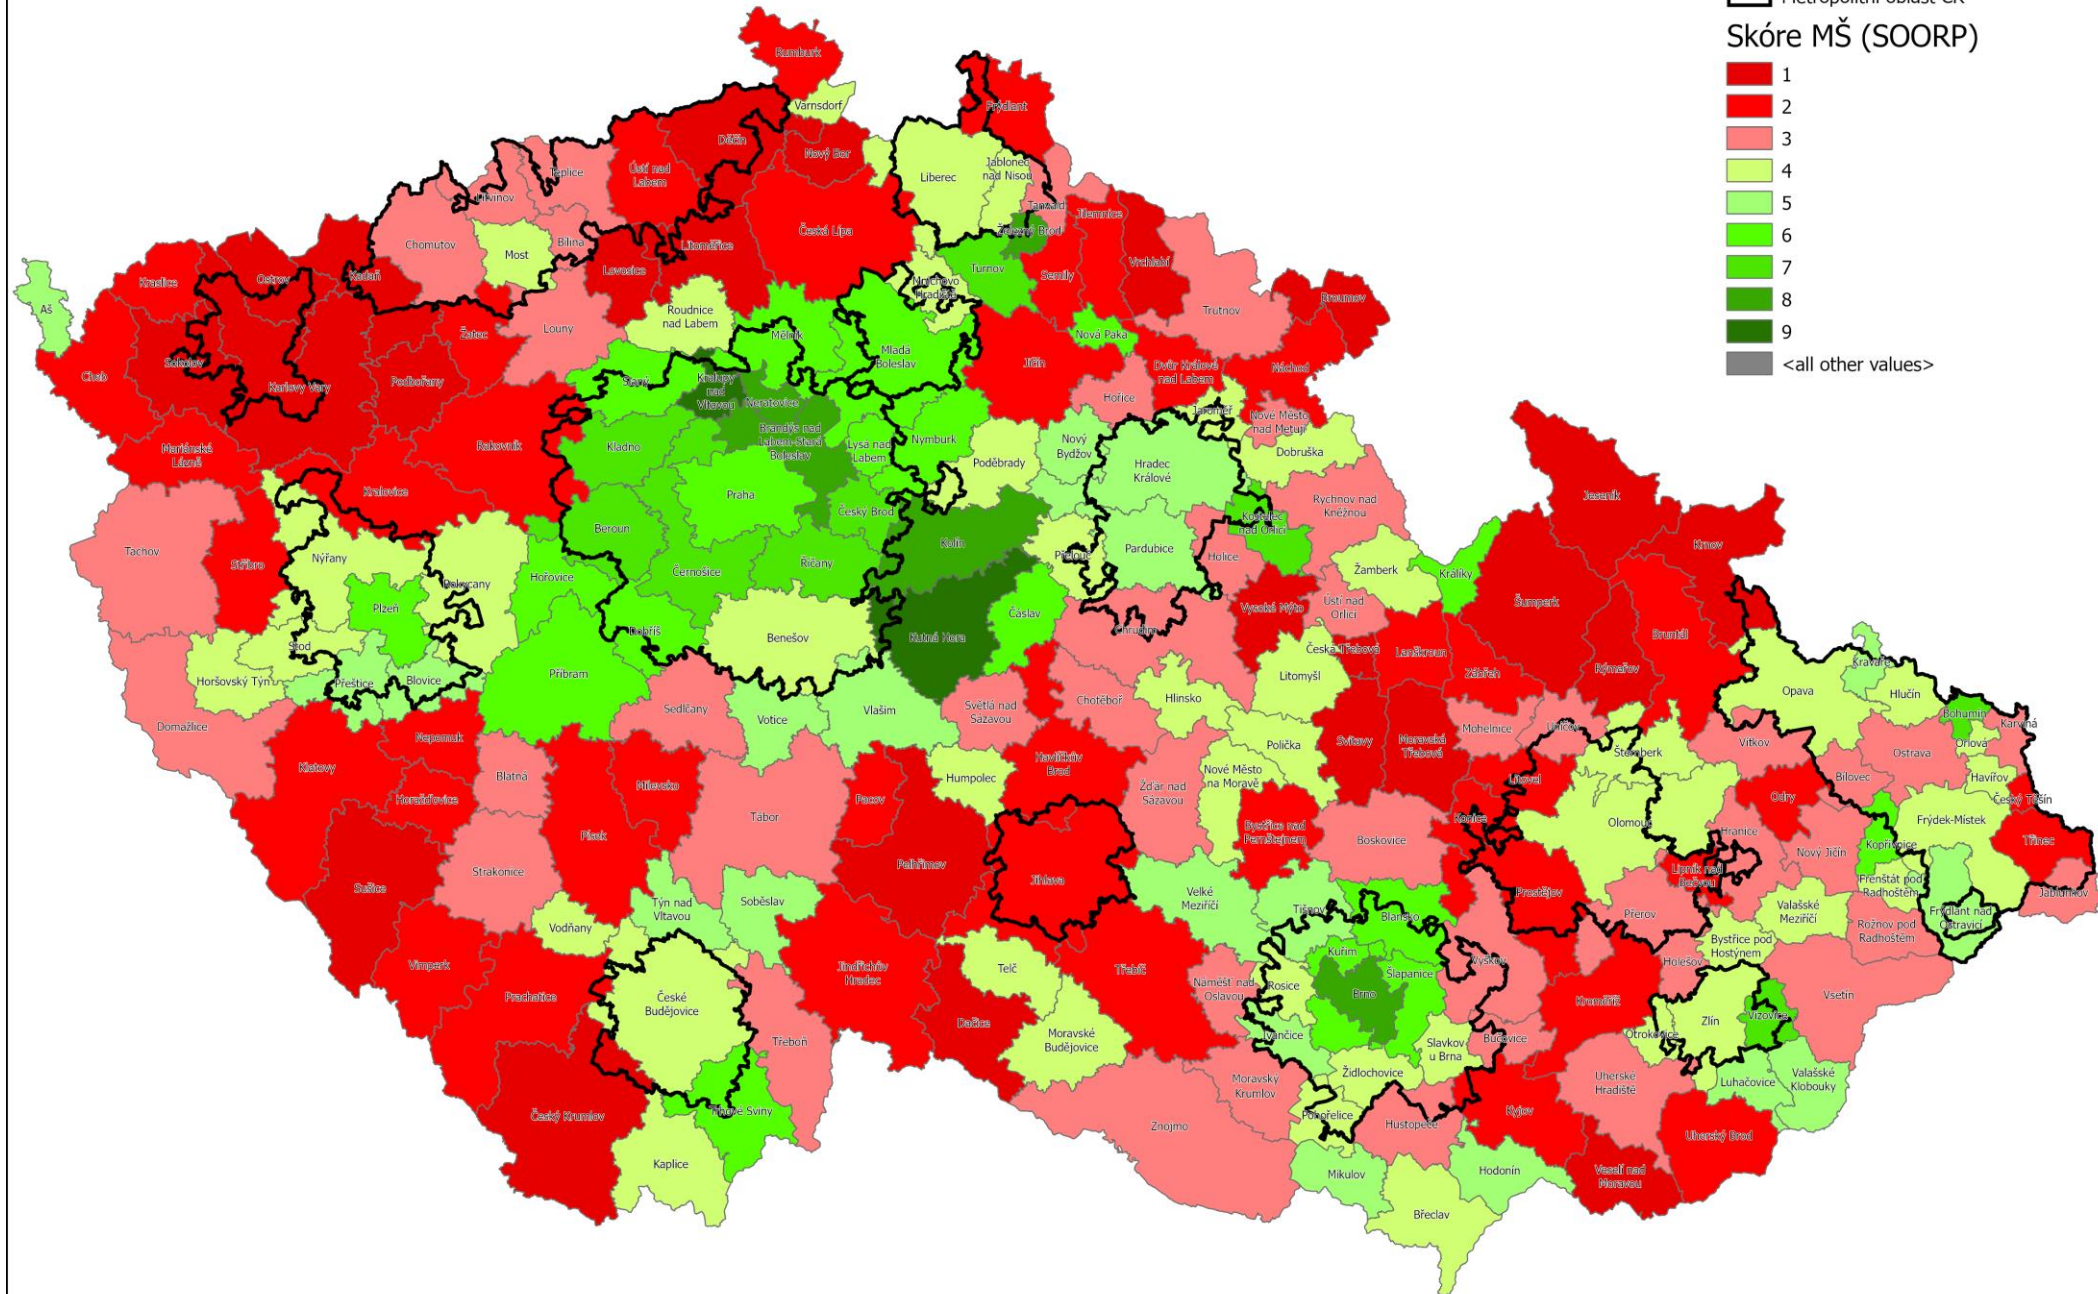 Metropolitní oblast ČR
Skóre MŠ (SOORP)
1
2
3
4
5
6
7
8
9
<all other values>
Rumburk
Varnsdorf
Frýdlant
Děčín
Nový Bor
Ústí nad
Labem
Teplice
Litvínov
Liberec
Jablonec
nad Nisou
Tanvald
Železný Brod
Jilemnice
Chomutov
Most
Bílina
Lovosice
Litoměřice
Česká Lípa
Turnov
Semily
Vrchlabí
Trutnov
Broumov
Kraslice
Ostrov
Kadaň
Aš
Mnichovo
Hradiště
Roudnice
nad Labem
Louny
Žatec
Mělník
Mladá
Boleslav
Jičín
Nová Paka
Dvůr Králové
nad Labem
Náchod
Cheb
Sokolov
Karlovy Vary
Podbořany
Slaný
Kralupy
nad
Vltavou
Neratovice
Hořice
Jaroměř
Nové Město
nad Metují
Mariánské
Lázně
Rakovník
Kladno
Brandýs nad
Labem-Stará
Boleslav
Lysá nad
Labem
Nymburk
Poděbrady
Nový
Bydžov
Hradec
Králové
Dobruška
Kralovice
Praha
Český Brod
Beroun
Rychnov nad
Kněžnou
Kostelec
nad Orlicí
Jeseník
Tachov
Stříbro
Nýřany
Rokycany
Hořovice
Černošice
Říčany
Kolín
Přelouč
Pardubice
Holice
Žamberk
Králíky
Krnov
Plzeň
Dobříš
Benešov
Kutná Hora
Čáslav
Chrudim
Vysoké Mýto
Ústí nad
Orlicí
Šumperk
Bruntál
Stod
Horšovský Týn
Přeštice
Blovice
Příbram
Sedlčany
Votice
Vlašim
Světlá nad
Sázavou
Chotěboř
Hlinsko
Litomyšl
Česká Třebová
Lanškroun
Zábřeh
Rýmařov
Opava
Kravaře
Hlučín
Bohumín
Karviná
Orlová
Domažlice
Klatovy
Nepomuk
Blatná
Milevsko
Havlíčkův
Brod
Polička
Svitavy
Moravská
Třebová
Mohelnice
Uničov
Šternberk
Vítkov
Ostrava
Bílovec
Havířov
Český Těšín
Horažďovice
Písek
Tábor
Pacov
Humpolec
Žďár nad
Sázavou
Nové Město
na Moravě
Bystřice nad
Pernštejnem
Boskovice
Konice
Litovel
Olomouc
Odry
Hranice
Nový Jičín
Kopřivnice
Frýdek-Místek
Třinec
Jablunkov
Sušice
Strakonice
Pelhřimov
Jihlava
Velké
Meziříčí
Tišnov
Blansko
Prostějov
Lipník nad
Bečvou
Přerov
Valašské
Meziříčí
Frenštát pod
Radhoštěm
Rožnov pod
Radhoštěm
Frýdlant nad
Ostravicí
Týn nad
Vltavou
Soběslav
Vodňany
Vimperk
Prachatice
České
Budějovice
Jindřichův
Hradec
Telč
Třebíč
Náměšť nad
Oslavou
Rosice
Kuřim
Šlapanice
Brno
Vyškov
Kroměříž
Holešov
Bystřice pod
Hostýnem
Vsetín
Třeboň
Dačice
Moravské
Budějovice
Ivančice
Slavkov
u Brna
Bučovice
Otrokovice
Zlín
Vizovice
Český Krumlov
Trhové Sviny
Kaplice
Moravský
Krumlov
Židlochovice
Pohořelice
Hustopeče
Kyjov
Uherské
Hradiště
Luhačovice
Valašské
Klobouky
Znojmo
Mikulov
Hodonín
Břeclav
Veselí nad
Moravou
Uherský Brod